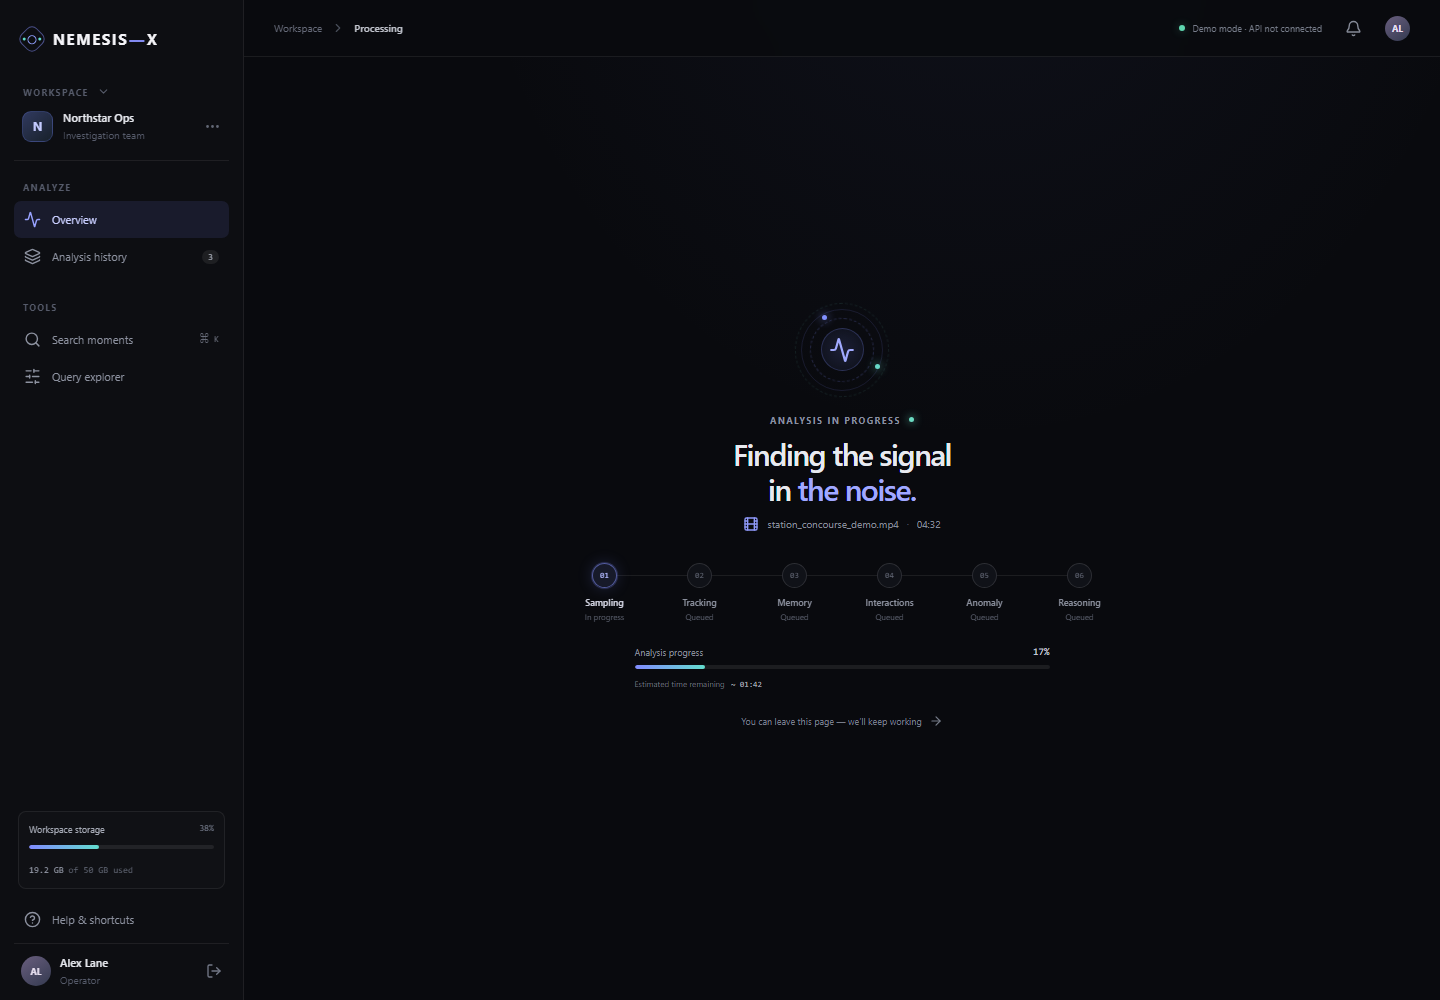 NEMESIS—X
WORKSPACE
N
Northstar Ops
Investigation team
ANALYZE
Overview
Analysis history
3
TOOLS
Search moments
⌘ K
Query explorer
Workspace storage
38%
19.2 GB of 50 GB used
Help & shortcuts
AL
Alex Lane
Operator
Workspace
Processing
Demo mode · API not connected
AL
ANALYSIS IN PROGRESS
Finding the signal
in the noise.
station_concourse_demo.mp4 · 04:32
01 02 03 04 05 06
Sampling Tracking Memory Interactions Anomaly Reasoning
In progress Queued Queued Queued Queued Queued
Analysis progress 17%
Estimated time remaining ~ 01:42
You can leave this page — we'll keep working